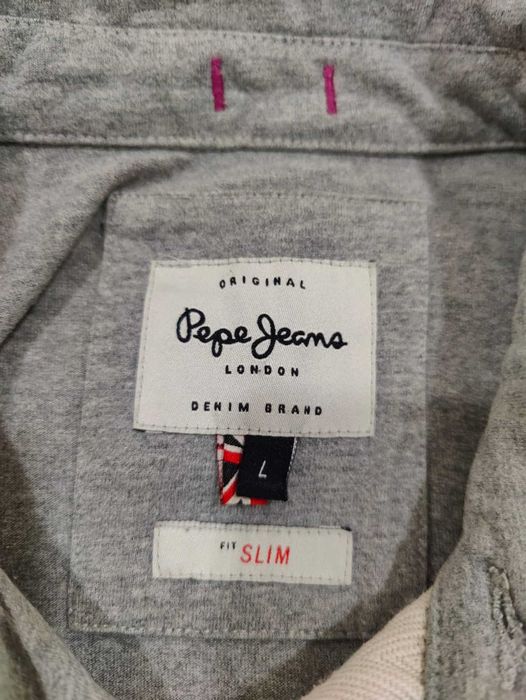 ORIGINAL
Pepe Jeans
LONDON
DENIM BRAND
L
FIT SLIM